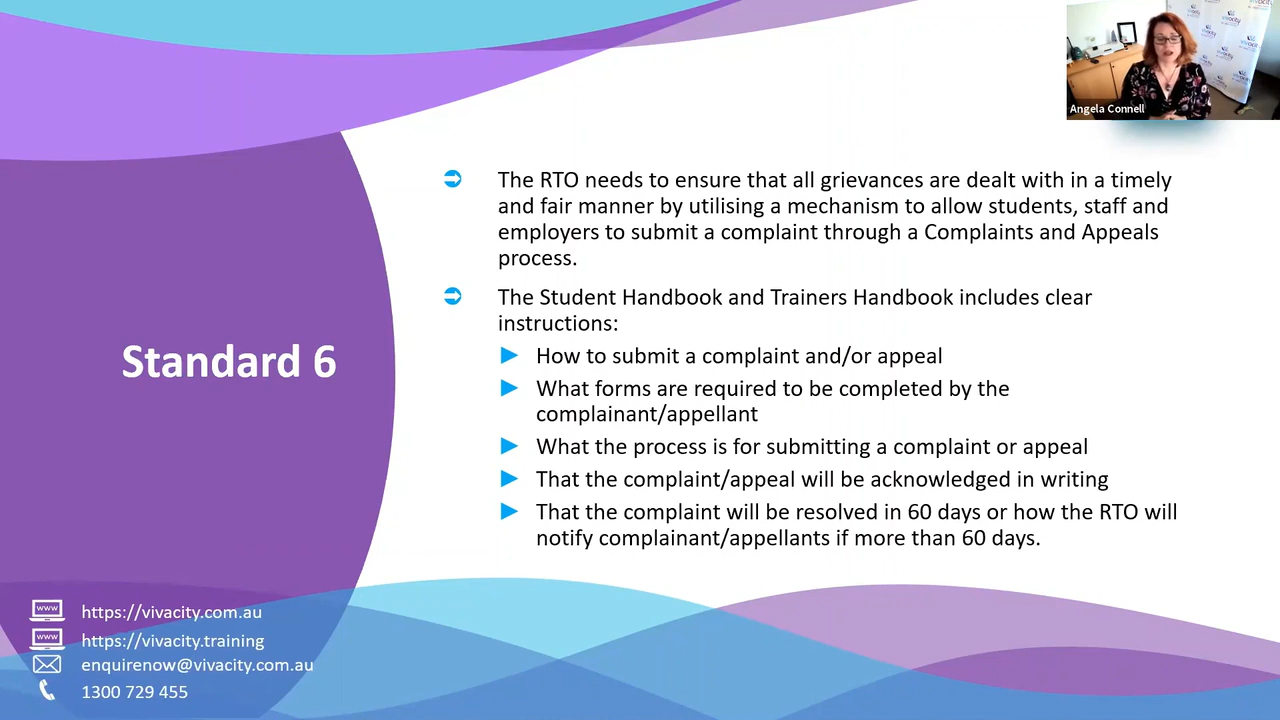 Angela Connell
The RTO needs to ensure that all grievances are dealt with in a timely
and fair manner by utilising a mechanism to allow students, staff and
employers to submit a complaint through a Complaints and Appeals
process.
The Student Handbook and Trainers Handbook includes clear
instructions:
How to submit a complaint and/or appeal
What forms are required to be completed by the
complainant/appellant
What the process is for submitting a complaint or appeal
That the complaint/appeal will be acknowledged in writing
That the complaint will be resolved in 60 days or how the RTO will
notify complainant/appellants if more than 60 days.
Standard 6
www https://vivacity.com.au
www https://vivacity.training
enquirenow@vivacity.com.au
1300 729 455